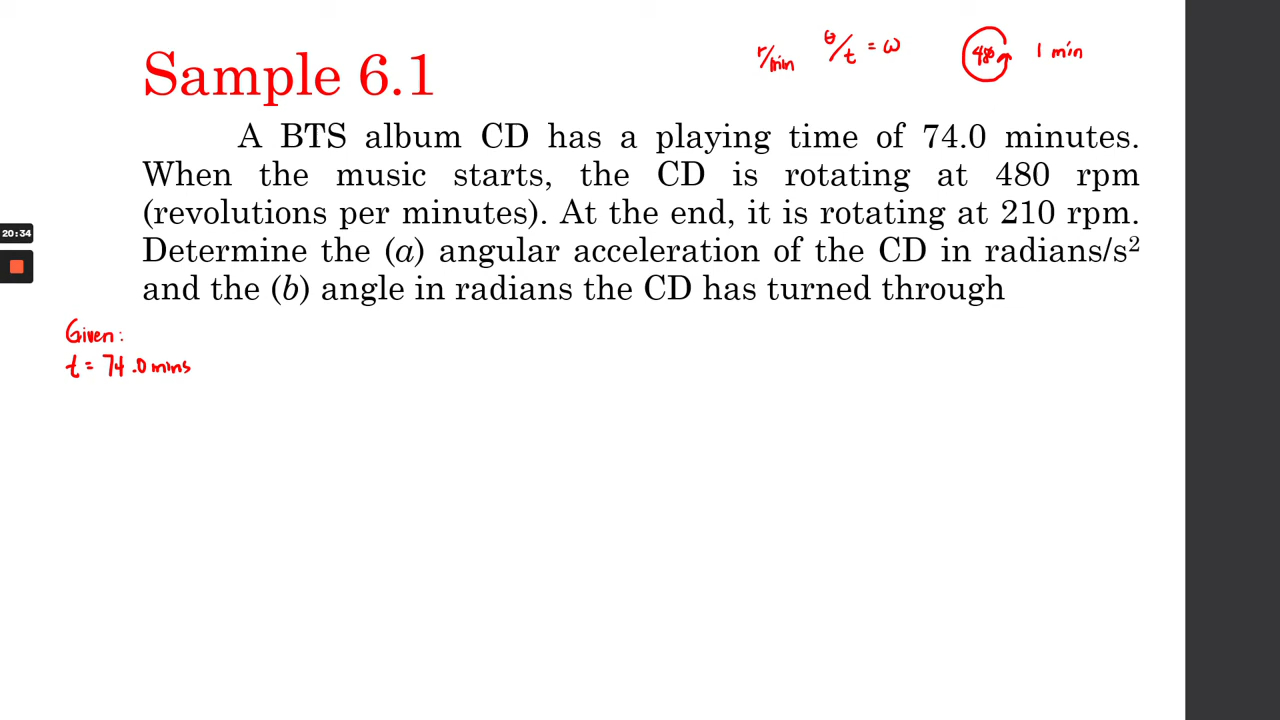 Sample 6.1
r/min θ/t = ω 480 1 min
A BTS album CD has a playing time of 74.0 minutes.
When the music starts, the CD is rotating at 480 rpm
(revolutions per minutes). At the end, it is rotating at 210 rpm.
Determine the (a) angular acceleration of the CD in radians/s²
and the (b) angle in radians the CD has turned through
20:34
Given:
t = 74.0 mins